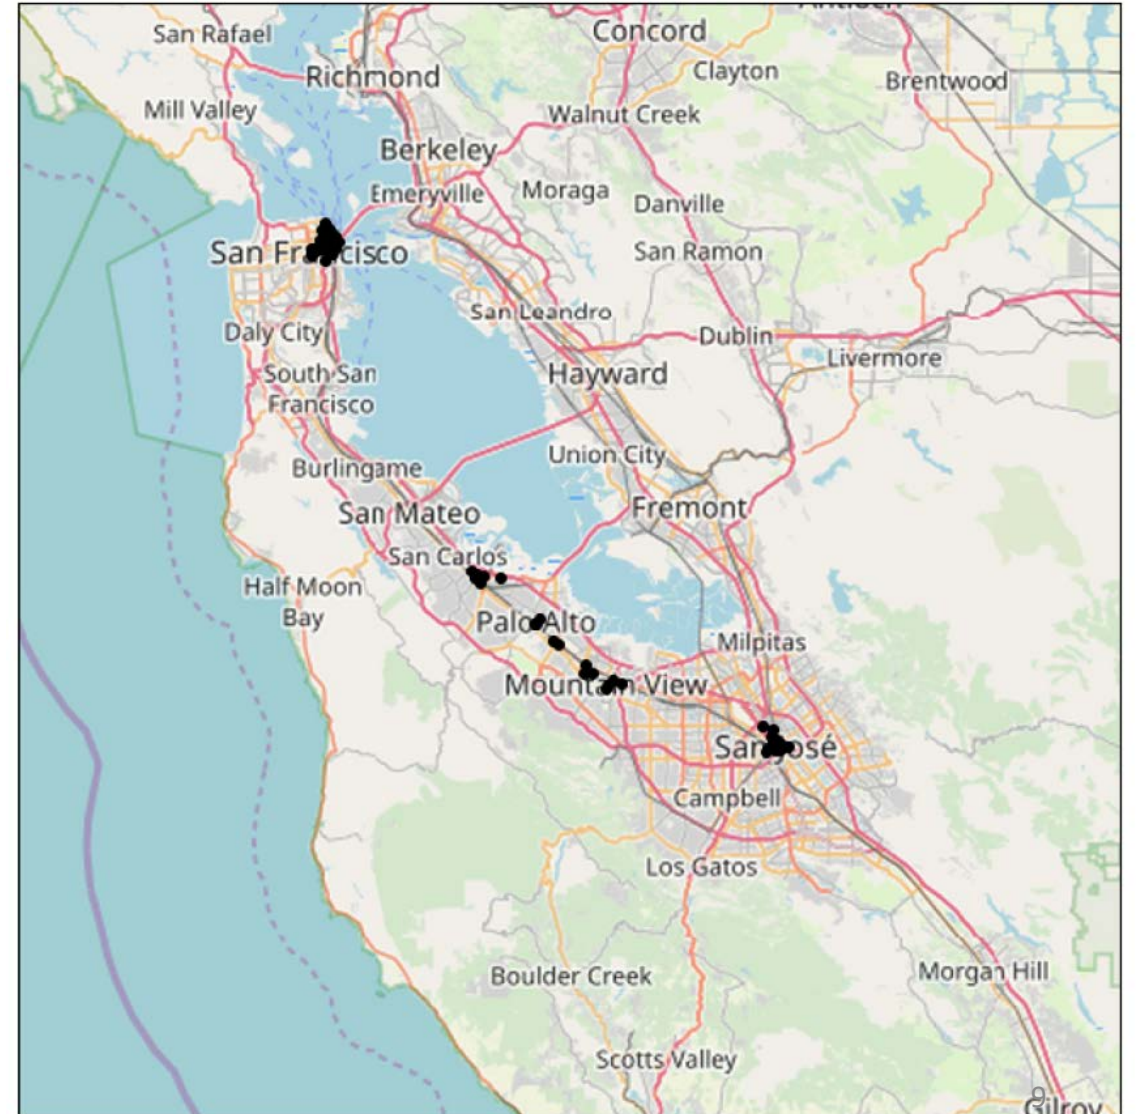 Antioch
San Rafael
Concord
Richmond
Clayton
Brentwood
Mill Valley
Walnut Creek
Berkeley
Emeryville
Moraga
Danville
San Francisco
San Ramon
San Leandro
Daly City
Dublin
Livermore
South San
Francisco
Hayward
Burlingame
Union City
San Mateo
Fremont
San Carlos
Half Moon
Bay
Palo Alto
Milpitas
Mountain View
San José
Campbell
Los Gatos
Boulder Creek
Morgan Hill
Scotts Valley
9
Gilroy